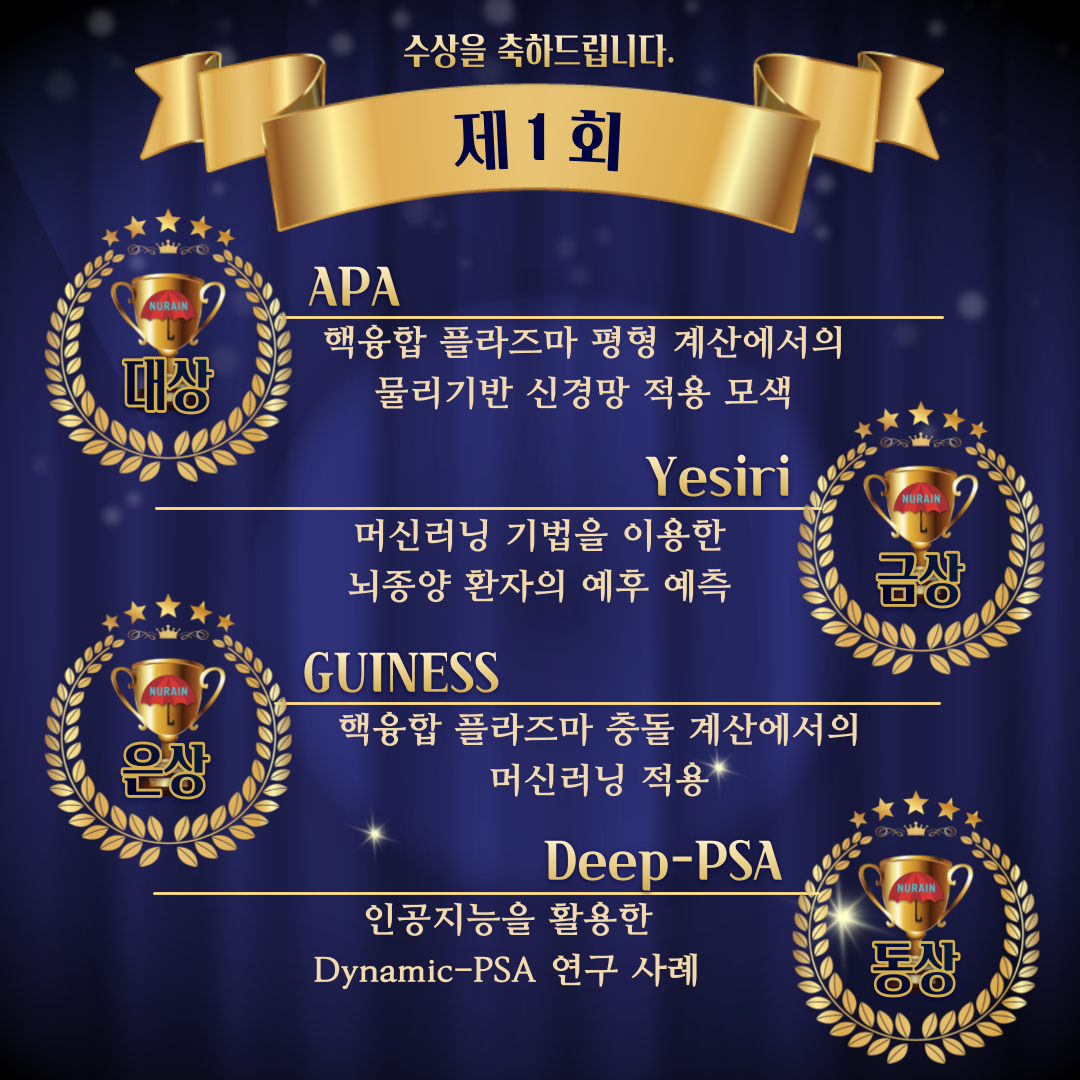 수상을 축하드립니다.
제 1 회
NURAIN
대상
APA
핵융합 플라즈마 평형 계산에서의
물리기반 신경망 적용 모색
Yesiri
머신러닝 기법을 이용한
뇌종양 환자의 예후 예측
NURAIN
금상
NURAIN
은상
GUINESS
핵융합 플라즈마 충돌 계산에서의
머신러닝 적용
Deep-PSA
인공지능을 활용한
Dynamic-PSA 연구 사례
NURAIN
동상